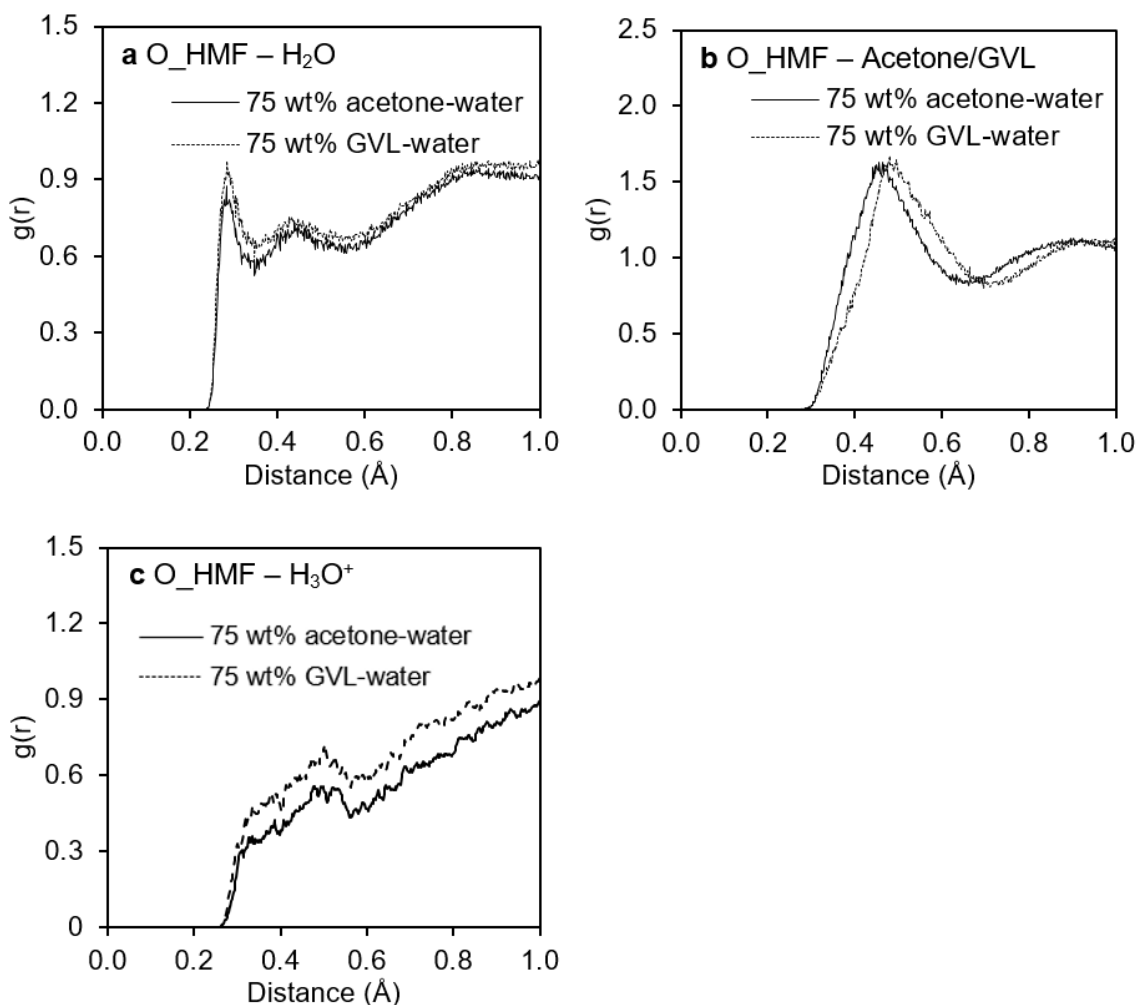 a O_HMF – H₂O
75 wt% acetone-water
75 wt% GVL-water
g(r)
1.5
1.2
0.9
0.6
0.3
0.0
0.0 0.2 0.4 0.6 0.8 1.0
Distance (Å)
b O_HMF – Acetone/GVL
75 wt% acetone-water
75 wt% GVL-water
g(r)
2.5
2.0
1.5
1.0
0.5
0.0
0.0 0.2 0.4 0.6 0.8 1.0
Distance (Å)
c O_HMF – H₃O⁺
75 wt% acetone-water
75 wt% GVL-water
g(r)
1.5
1.2
0.9
0.6
0.3
0
0.0 0.2 0.4 0.6 0.8 1.0
Distance (Å)